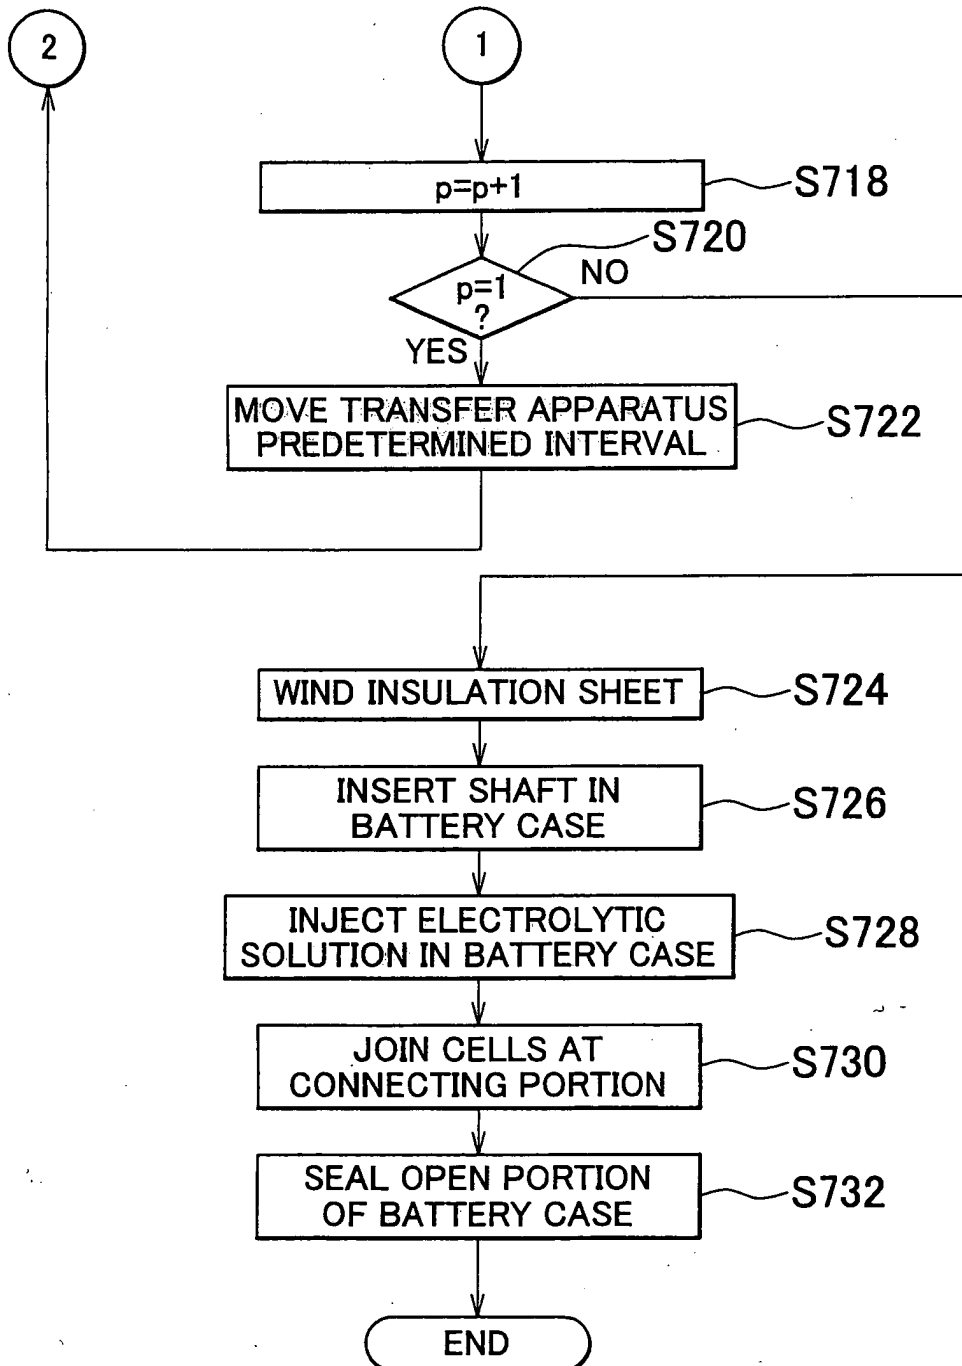 2
1
p=p+1
S718
S720
p=1
?
NO
YES
MOVE TRANSFER APPARATUS
PREDETERMINED INTERVAL
S722
WIND INSULATION SHEET
S724
INSERT SHAFT IN
BATTERY CASE
S726
INJECT ELECTROLYTIC
SOLUTION IN BATTERY CASE
S728
JOIN CELLS AT
CONNECTING PORTION
S730
SEAL OPEN PORTION
OF BATTERY CASE
S732
END